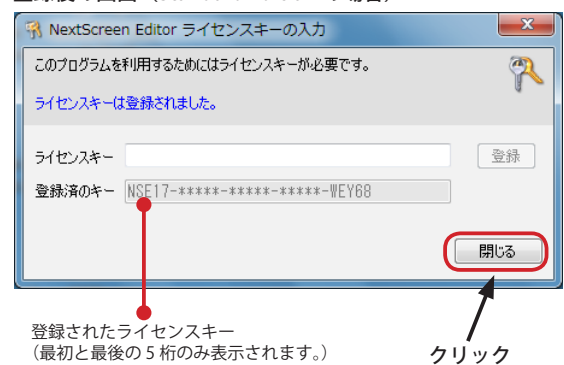 NextScreen Editor ライセンスキーの入力
このプログラムを利用するためにはライセンスキーが必要です。
ライセンスキーは登録されました。
ライセンスキー 登録
登録済のキー NSE17-*****-*****-*****-WEY68
閉じる
登録されたライセンスキー
（最初と最後の 5 桁のみ表示されます。）
クリック